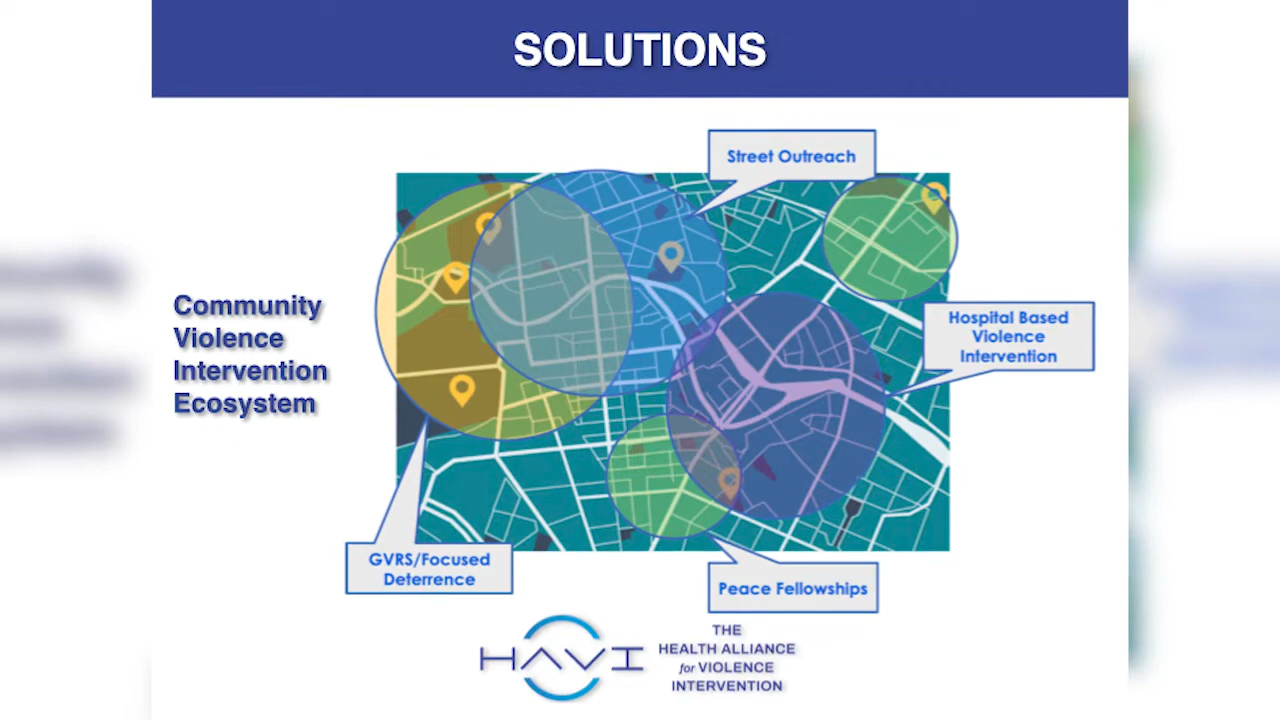 SOLUTIONS
Street Outreach
Community
Violence
Intervention
Ecosystem
Hospital Based
Violence
Intervention
GVRS/Focused
Deterrence
Peace Fellowships
HAVI
THE
HEALTH ALLIANCE
for VIOLENCE
INTERVENTION